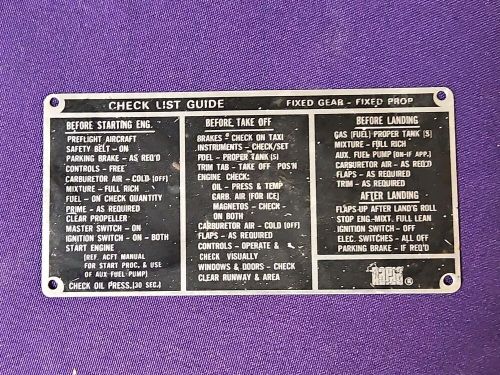 CHECK LIST GUIDE
FIXED GEAR - FIXED PROP
BEFORE STARTING ENG.
PREFLIGHT AIRCRAFT
SAFETY BELT - ON
PARKING BRAKE - AS REQ'D
CONTROLS - FREE
CARBURETOR AIR - COLD (OFF)
MIXTURE - FULL RICH
FUEL - ON CHECK QUANTITY
PRIME - AS REQUIRED
CLEAR PROPELLER
MASTER SWITCH - ON
IGNITION SWITCH - ON - BOTH
START ENGINE
(REF. ACFT MANUAL
FOR START PROC. & USE
OF AUX FUEL PUMP)
CHECK OIL PRESS. (30 SEC.)
BEFORE TAKE OFF
BRAKES - CHECK ON TAXI
INSTRUMENTS - CHECK/SET
FUEL - PROPER TANK (S)
TRIM TAB - TAKE OFF POS'N
ENGINE CHECK:
OIL - PRESS & TEMP
CARB. AIR (FOR ICE)
MAGNETOS - CHECK -
ON BOTH
CARBURETOR AIR - COLD (OFF)
FLAPS - AS REQUIRED
CONTROLS - OPERATE &
CHECK VISUALLY
WINDOWS & DOORS - CHECK
CLEAR RUNWAY & AREA
BEFORE LANDING
GAS (FUEL) PROPER TANK (S)
MIXTURE - FULL RICH
AUX. FUEL PUMP (ON-IF APP.)
CARBURETOR AIR - AS REQ'D
FLAPS - AS REQUIRED
TRIM - AS REQUIRED
AFTER LANDING
FLAPS-UP AFTER LAND'G ROLL
STOP ENG.-MIXT. FULL LEAN
IGNITION SWITCH - OFF
ELEC. SWITCHES - ALL OFF
PARKING BRAKE - IF REQ'D